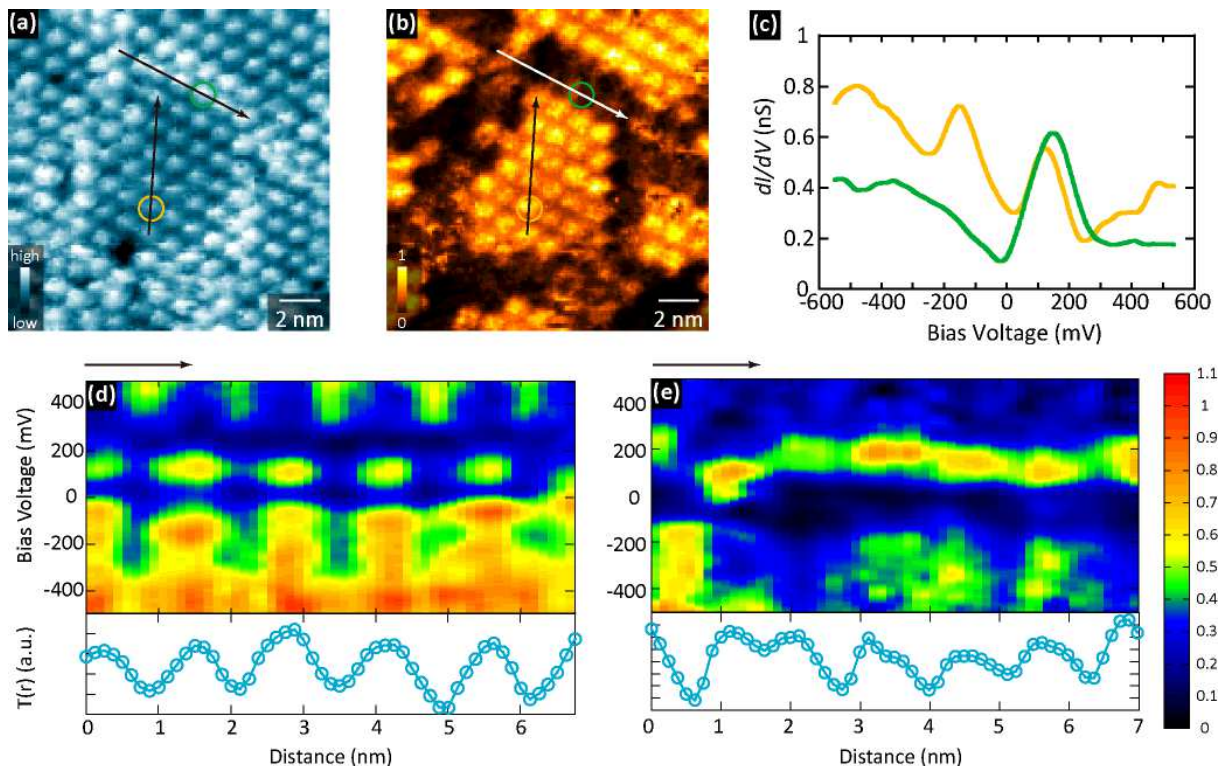 (a)
high
low
2 nm
(b)
1
0
2 nm
(c)
dI/dV (nS)
1
0.8
0.6
0.4
0.2
0
-600 -400 -200 0 200 400 600
Bias Voltage (mV)
(d)
Bias Voltage (mV)
400
200
0
-200
-400
T(r) (a.u.)
0 1 2 3 4 5 6
Distance (nm)
(e)
400
200
0
-200
-400
0 1 2 3 4 5 6 7
Distance (nm)
1.1
1
0.9
0.8
0.7
0.6
0.5
0.4
0.3
0.2
0.1
0